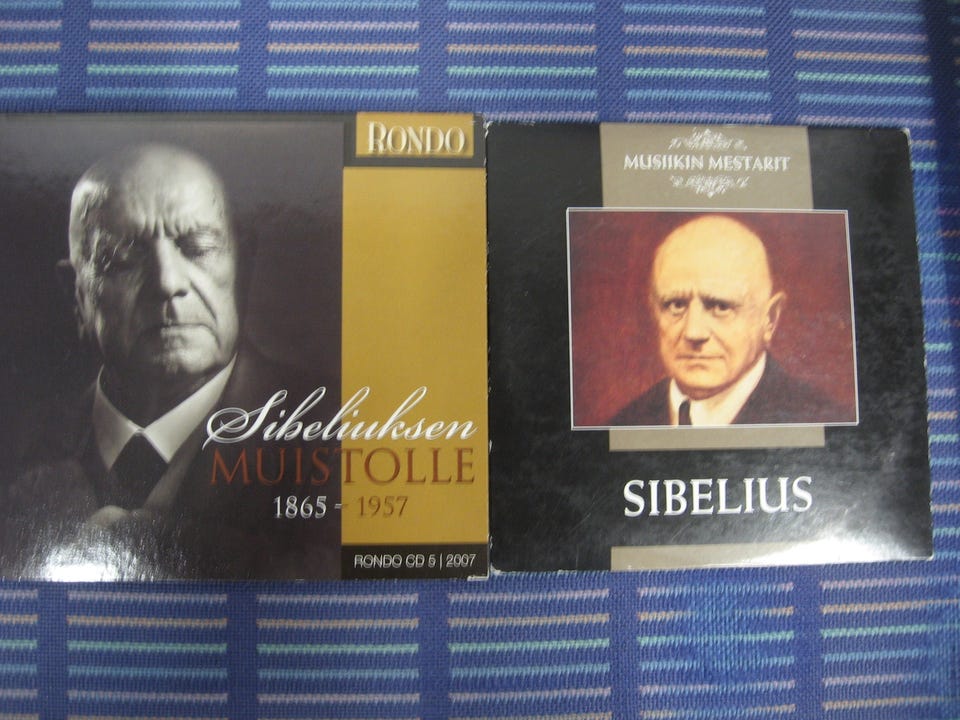 RONDO
Sibeliuksen
MUISTOLLE
1865 - 1957
RONDO CD 5 | 2007
MUSIIKIN MESTARIT
SIBELIUS